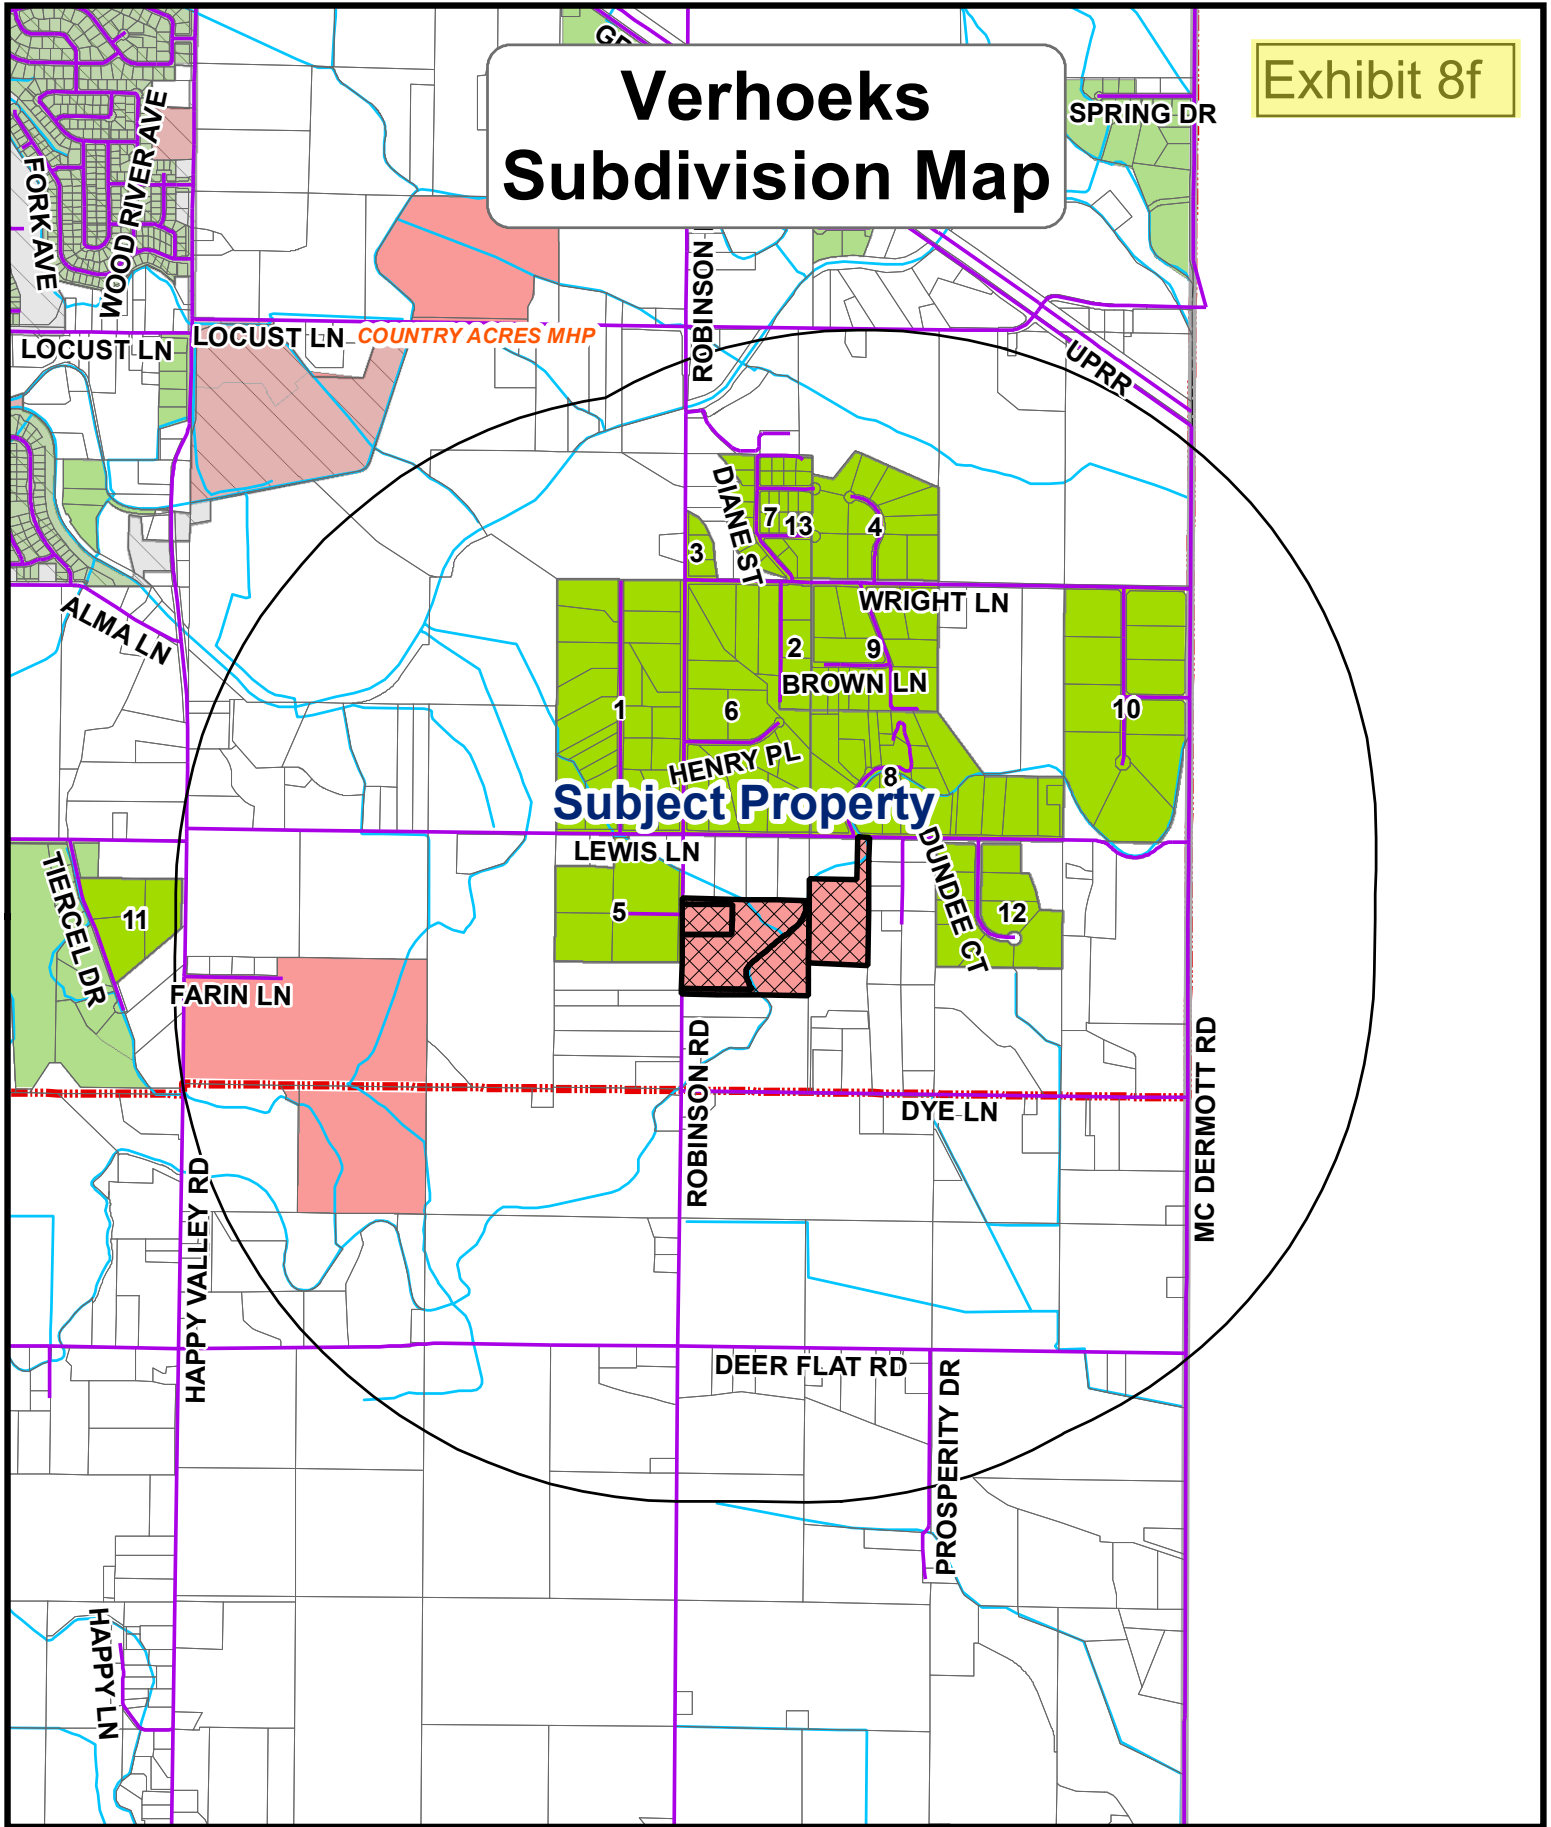 Verhoeks
Subdivision Map
Exhibit 8f
SPRING DR
FORK AVE
WOOD RIVER AVE
ROBINSON
LOCUST LN
LOCUST LN
COUNTRY ACRES MHP
UPRR
DIANE ST
7
13
4
3
ALMA LN
WRIGHT LN
2
9
BROWN LN
1
6
10
HENRY PL
8
Subject Property
LEWIS LN
DUNDEE CT
TIERCEL DR
11
5
12
FARIN LN
ROBINSON RD
MC DERMOTT RD
DYE LN
HAPPY VALLEY RD
DEER FLAT RD
PROSPERITY DR
HAPPY LN